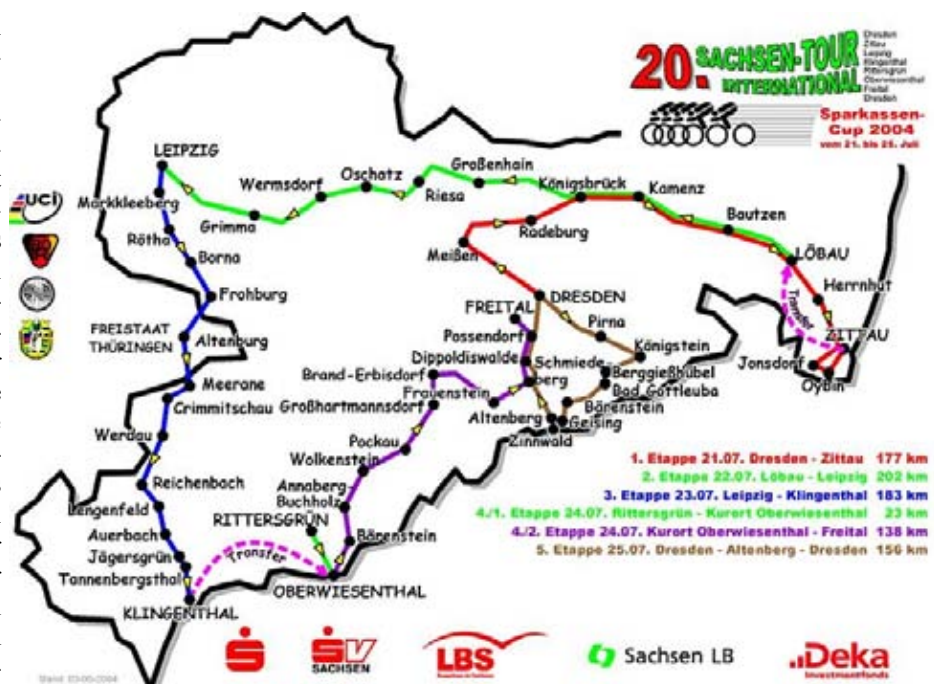 20. SACHSEN-TOUR
INTERNATIONAL
Dresden
Zittau
Leipzig
Klingenthal
Rittersgrün
Oberwiesenthal
Freital
Dresden
Sparkassen-
Cup 2004
vom 21. bis 25. Juli
UCI
LEIPZIG
Markkleeberg
Rötha
Borna
Frohburg
FREISTAAT
THÜRINGEN
Altenburg
Meerane
Crimmitschau
Werdau
Reichenbach
Lengenfeld
Auerbach
Jägersgrün
Tannenbergsthal
KLINGENTHAL
Grimma
Wermsdorf
Oschatz
Riesa
Großenhain
Königsbrück
Kamenz
Bautzen
LÖBAU
Herrnhut
Transfer
ZITTAU
Jonsdorf
Oybin
Radeburg
Meißen
DRESDEN
FREITAL
Pirna
Possendorf
Königstein
Dippoldiswalde
Schmiede-
berg
Berggießhübel
Bad Gottleuba
Bärenstein
Geising
Altenberg
Zinnwald
Brand-Erbisdorf
Frauenstein
Großhartmannsdorf
Pockau
Wolkenstein
Annaberg-
Buchholz
RITTERSGRÜN
Bärenstein
Transfer
OBERWIESENTHAL
1. Etappe 21.07. Dresden - Zittau 177 km
2. Etappe 22.07. Löbau - Leipzig 202 km
3. Etappe 23.07. Leipzig - Klingenthal 183 km
4./1. Etappe 24.07. Rittersgrün - Kurort Oberwiesenthal 23 km
4./2. Etappe 24.07. Kurort Oberwiesenthal - Freital 138 km
5. Etappe 25.07. Dresden - Altenberg - Dresden 156 km
SACHSEN
LBS
Sachsen LB
Deka
Investmentfonds